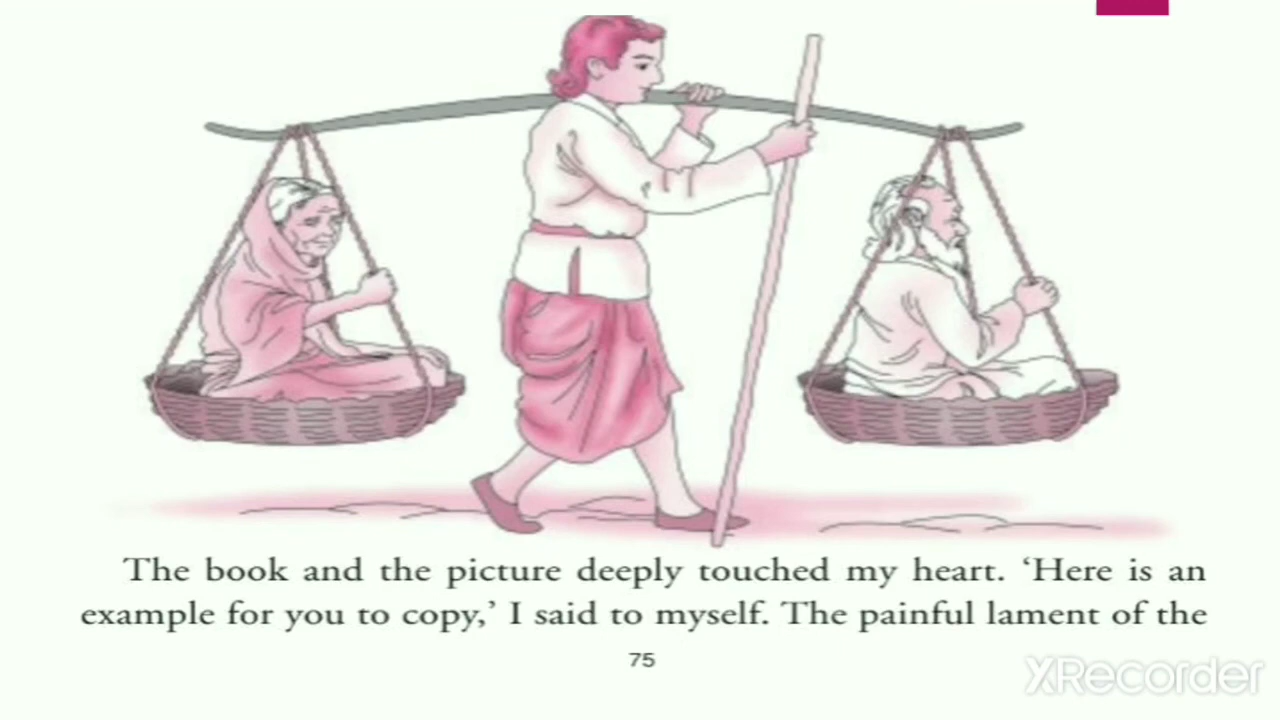 The book and the picture deeply touched my heart. ‘Here is an
example for you to copy,’ I said to myself. The painful lament of the
75
XRecorder